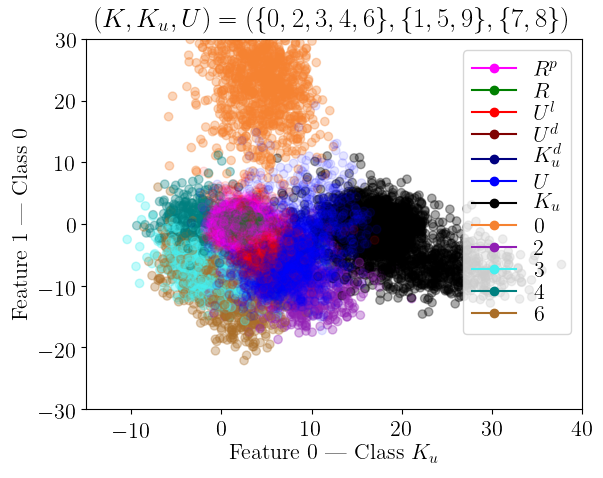 (K, K_u, U) = ({0, 2, 3, 4, 6}, {1, 5, 9}, {7, 8})
30
20
10
0
−10
−20
−30
Feature 1 — Class 0
−10 0 10 20 30 40
Feature 0 — Class K_u
R^p
R
U^l
U^d
K_u^d
U
K_u
0
2
3
4
6